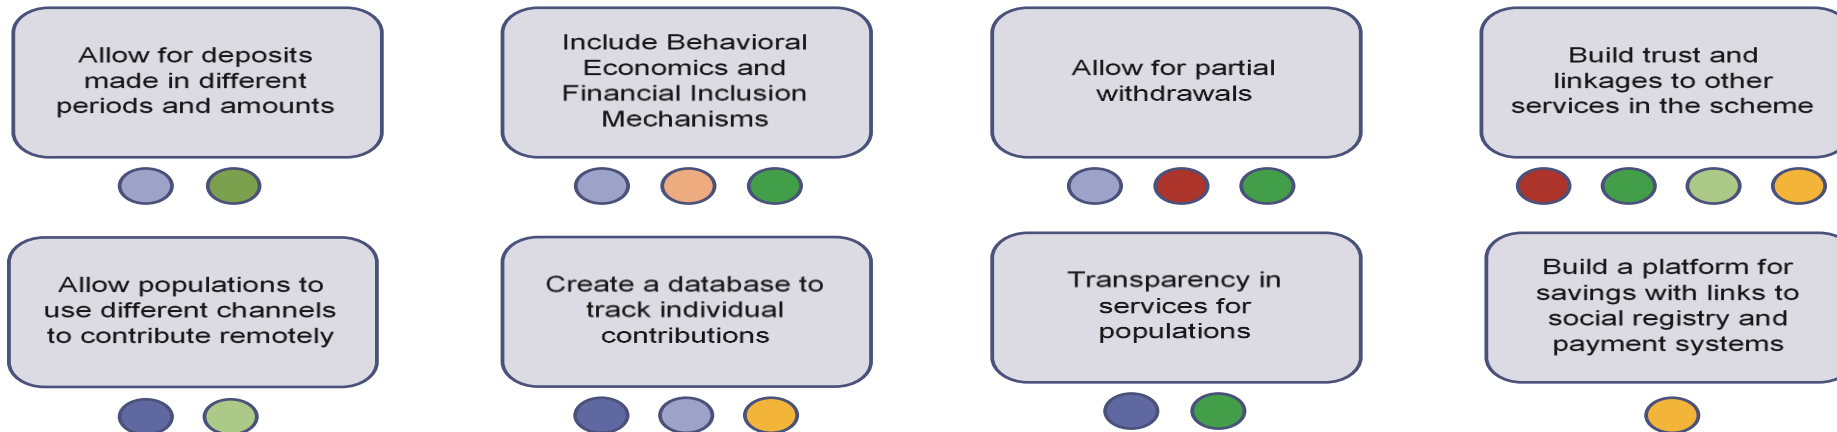 Allow for deposits
made in different
periods and amounts
Include Behavioral
Economics and
Financial Inclusion
Mechanisms
Allow for partial
withdrawals
Build trust and
linkages to other
services in the scheme
Allow populations to
use different channels
to contribute remotely
Create a database to
track individual
contributions
Transparency in
services for
populations
Build a platform for
savings with links to
social registry and
payment systems